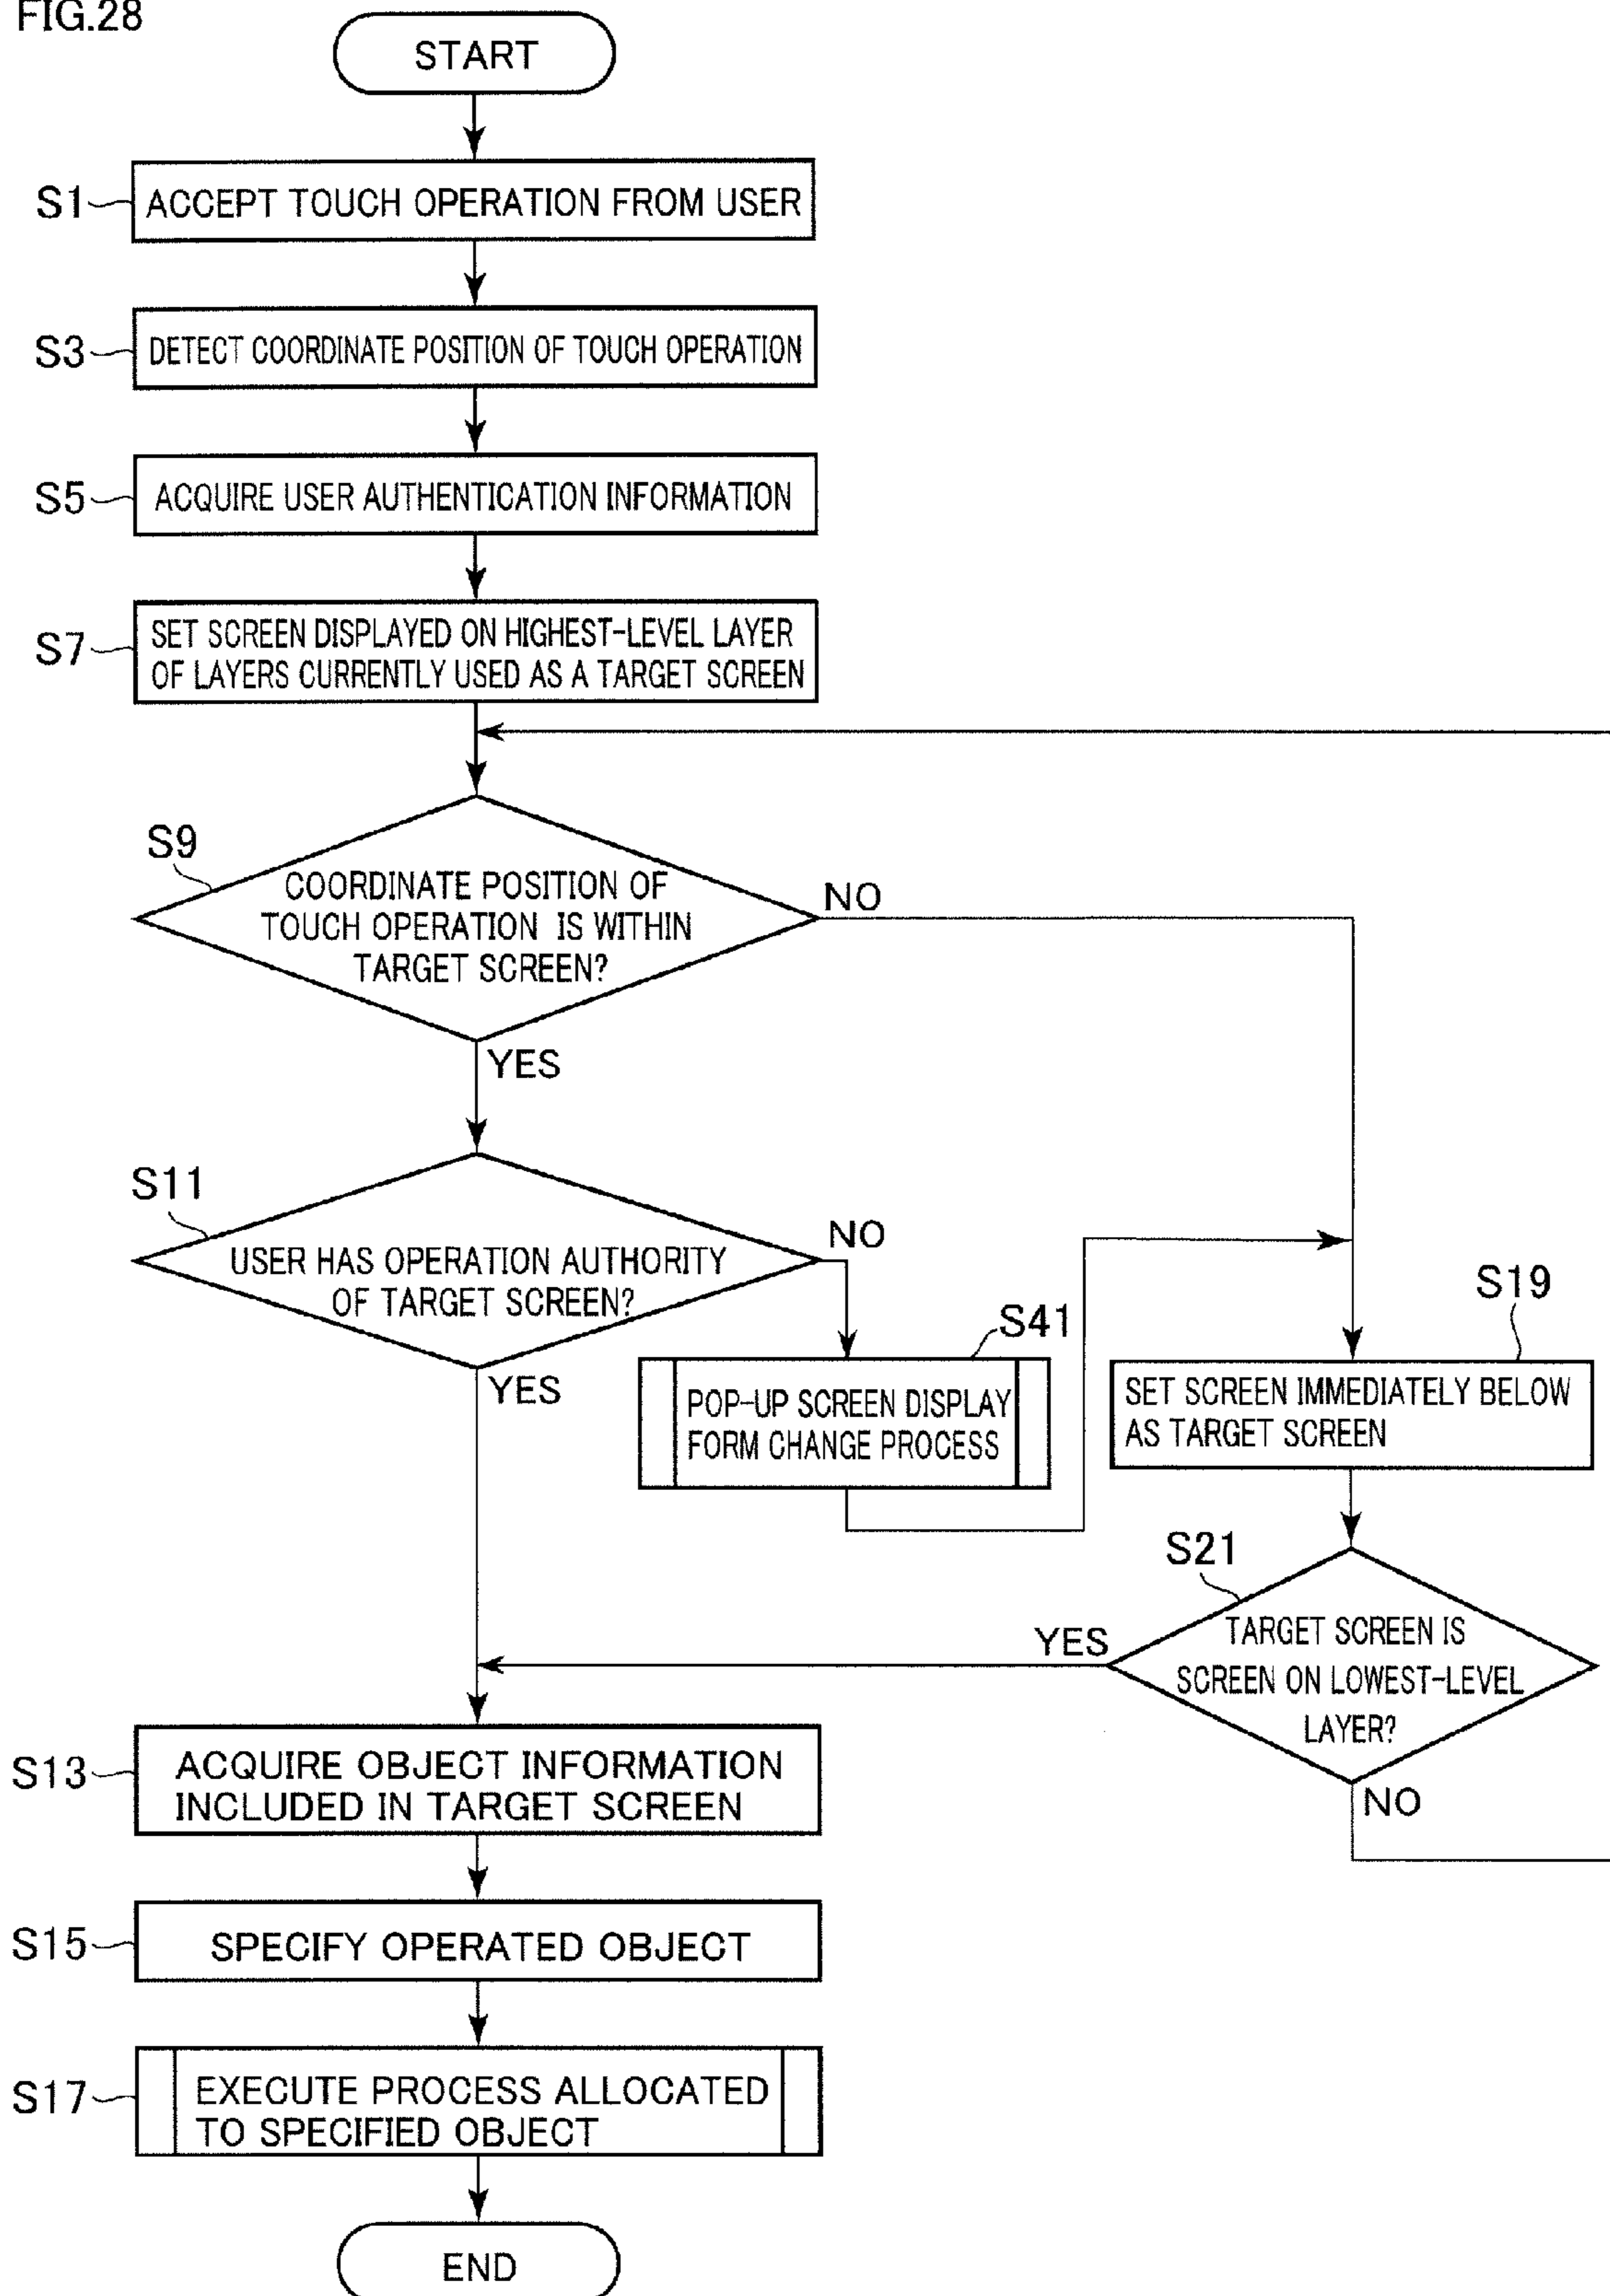 FIG.28
START
S1
ACCEPT TOUCH OPERATION FROM USER
S3
DETECT COORDINATE POSITION OF TOUCH OPERATION
S5
ACQUIRE USER AUTHENTICATION INFORMATION
S7
SET SCREEN DISPLAYED ON HIGHEST-LEVEL LAYER
OF LAYERS CURRENTLY USED AS A TARGET SCREEN
S9
COORDINATE POSITION OF
TOUCH OPERATION IS WITHIN
TARGET SCREEN?
NO
YES
S11
USER HAS OPERATION AUTHORITY
OF TARGET SCREEN?
NO
YES
S41
POP-UP SCREEN DISPLAY
FORM CHANGE PROCESS
S19
SET SCREEN IMMEDIATELY BELOW
AS TARGET SCREEN
S21
TARGET SCREEN IS
SCREEN ON LOWEST-LEVEL
LAYER?
YES
NO
S13
ACQUIRE OBJECT INFORMATION
INCLUDED IN TARGET SCREEN
S15
SPECIFY OPERATED OBJECT
S17
EXECUTE PROCESS ALLOCATED
TO SPECIFIED OBJECT
END